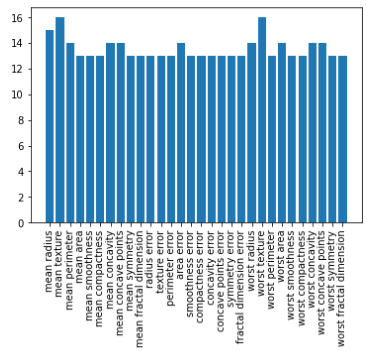 16
14
12
10
8
6
4
2
0
mean radius
mean texture
mean perimeter
mean area
mean smoothness
mean compactness
mean concavity
mean concave points
mean symmetry
mean fractal dimension
radius error
texture error
perimeter error
area error
smoothness error
compactness error
concavity error
concave points error
symmetry error
fractal dimension error
worst radius
worst texture
worst perimeter
worst area
worst smoothness
worst compactness
worst concavity
worst concave points
worst symmetry
worst fractal dimension